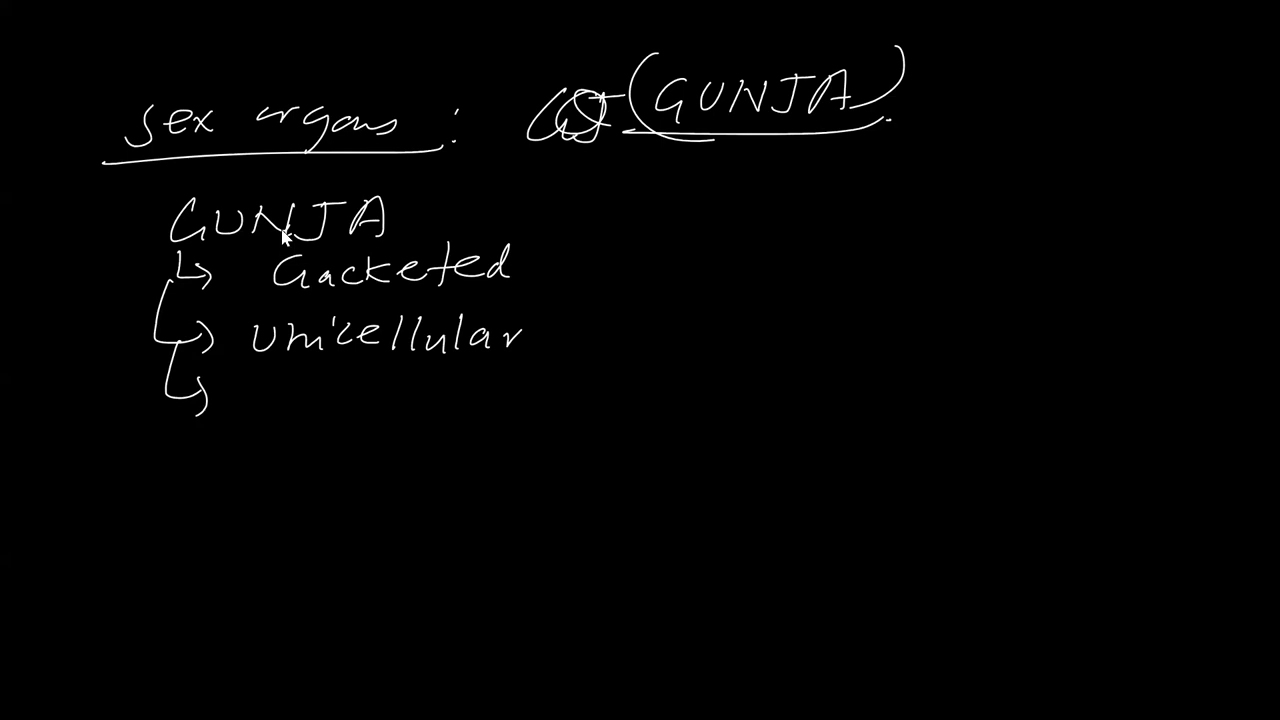 sex organs : (GUNJA)
GUNJA
↳ Gacketed
↳ unicellular
↳